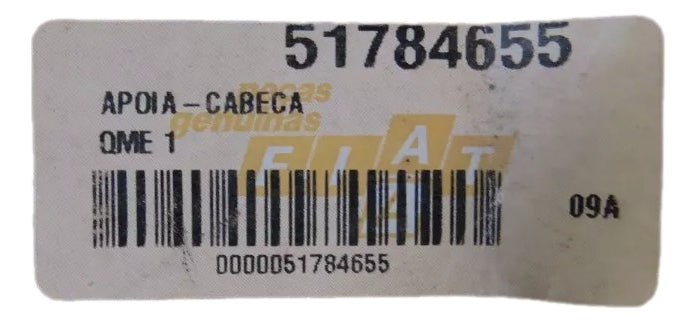 51784655
peças
APOIA-CABECA
genuínas
QME 1
FIAT
09A
0000051784655